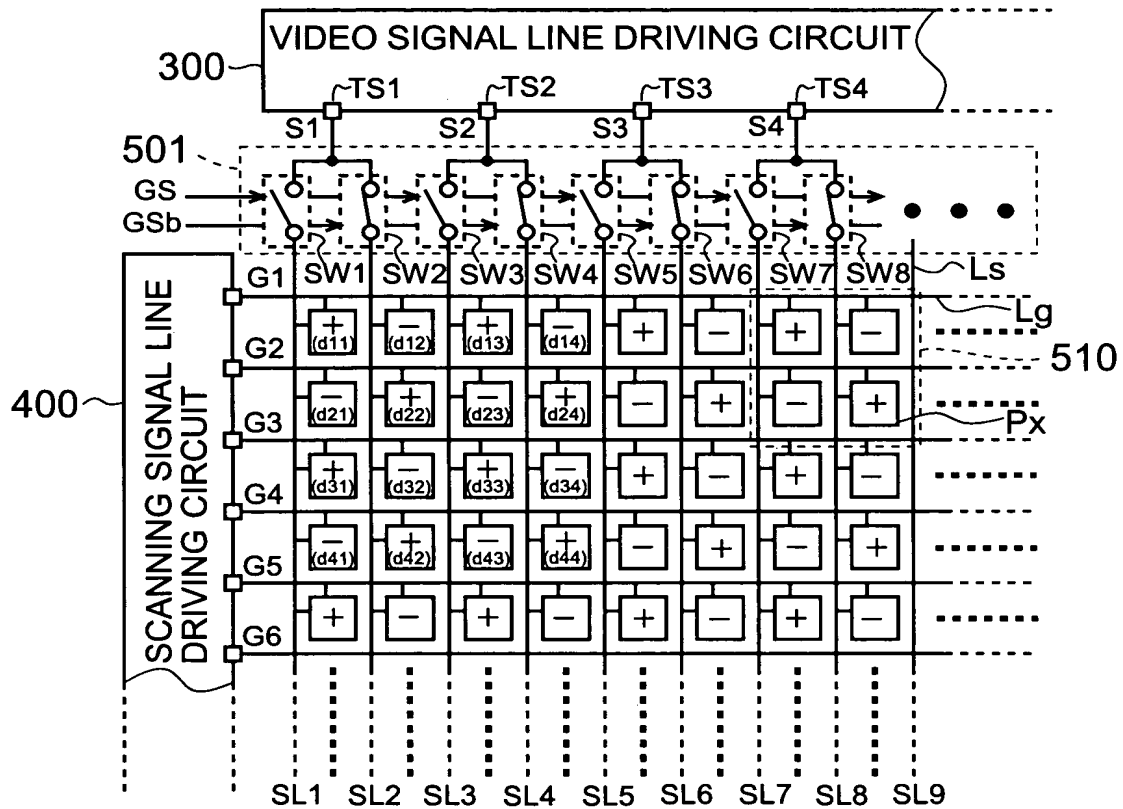 VIDEO SIGNAL LINE DRIVING CIRCUIT
300
TS1 TS2 TS3 TS4
S1 S2 S3 S4
501
GS
GSb
SW1 SW2 SW3 SW4 SW5 SW6 SW7 SW8 Ls
G1
Lg
+ − + − + − + −
(d11) (d12) (d13) (d14)
G2
510
− + − + − + − +
(d21) (d22) (d23) (d24)
400
Px
G3
+ − + − + − + −
(d31) (d32) (d33) (d34)
G4
− + − + − + − +
(d41) (d42) (d43) (d44)
G5
+ − + − + − + −
G6
SCANNING SIGNAL LINE
DRIVING CIRCUIT
SL1 SL2 SL3 SL4 SL5 SL6 SL7 SL8 SL9